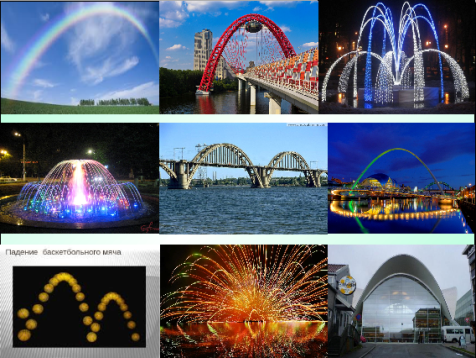 Падение баскетбольного мяча